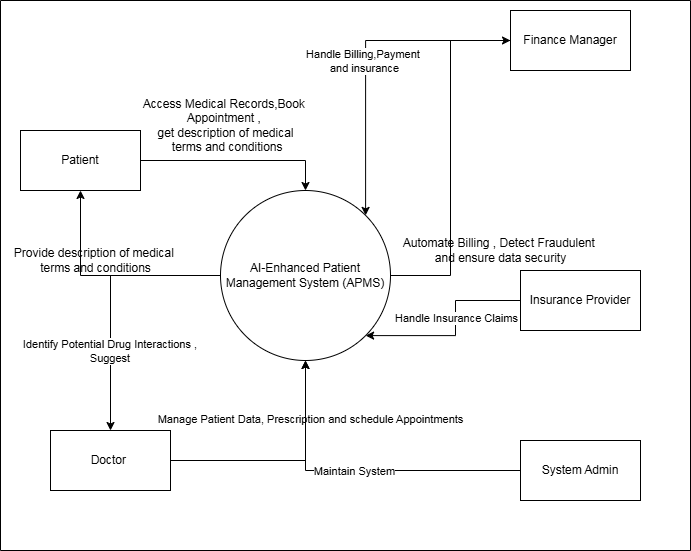 Handle Billing,Payment
and insurance
Finance Manager
Access Medical Records,Book
Appointment ,
get description of medical
terms and conditions
Patient
Provide description of medical
terms and conditions
AI-Enhanced Patient
Management System (APMS)
Automate Billing , Detect Fraudulent
and ensure data security
Insurance Provider
Handle Insurance Claims
Identify Potential Drug Interactions ,
Suggest
Manage Patient Data, Prescription and schedule Appointments
Doctor
Maintain System
System Admin